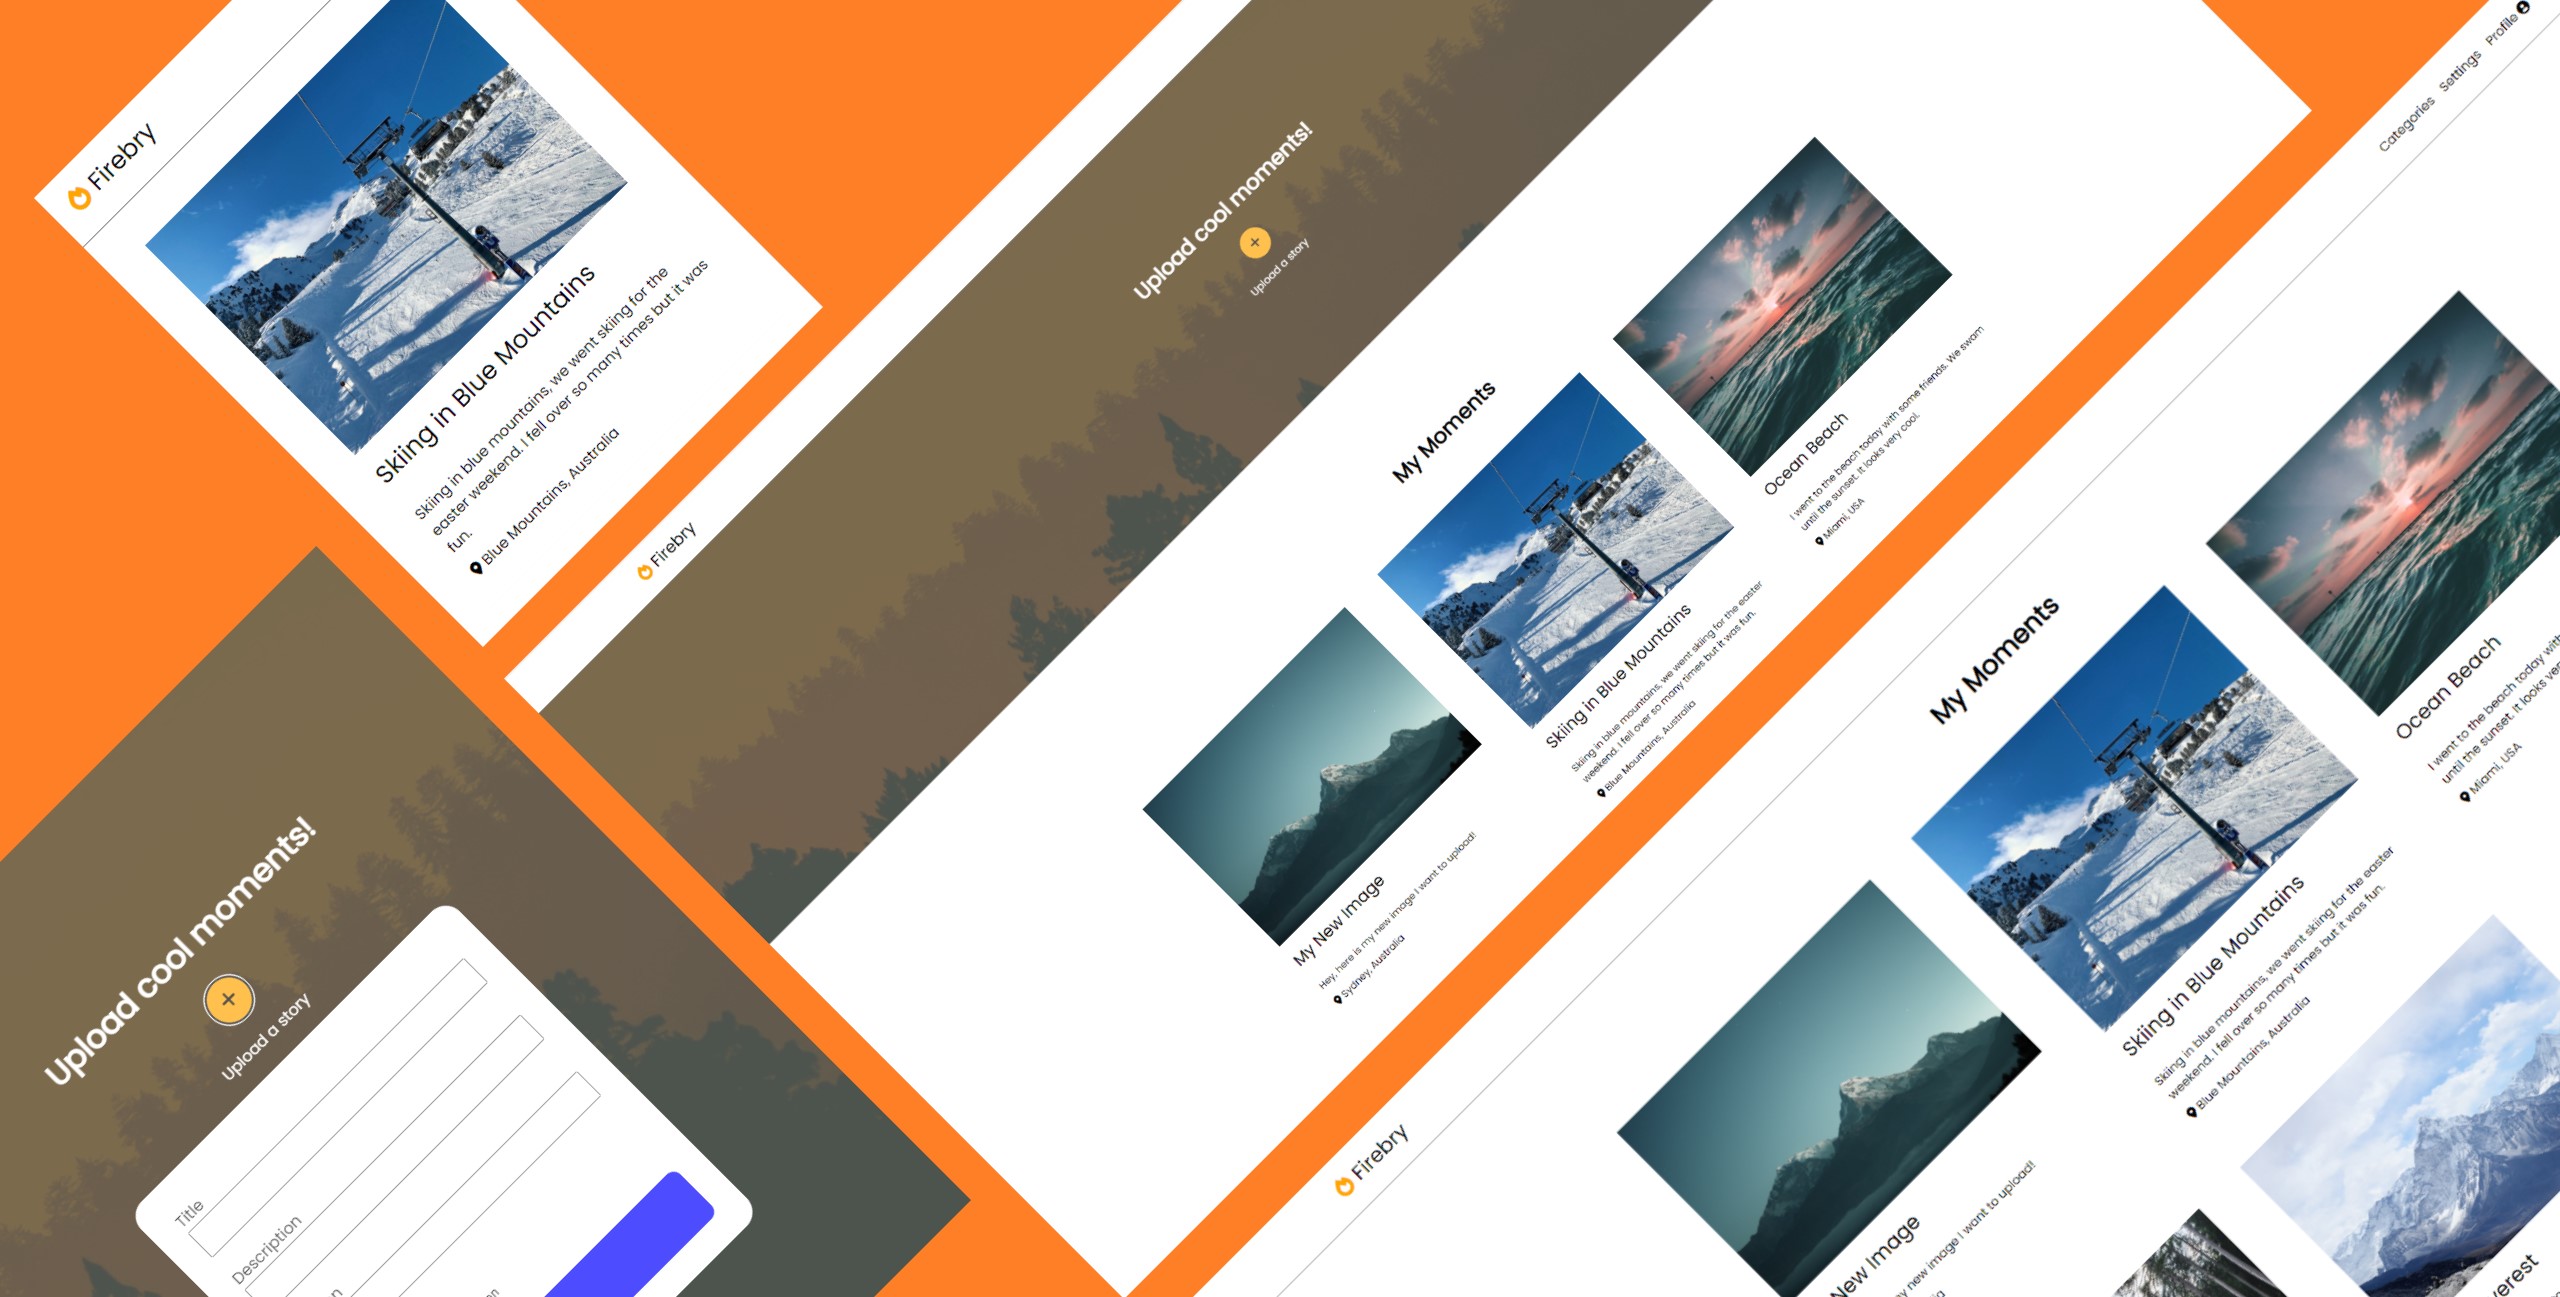 Firebry
Skiing in Blue Mountains
Skiing in blue mountains, we went skiing for the
easter weekend. I fell over so many times but it was
fun.
Blue Mountains, Australia
Upload cool moments!
Upload a story
Title
Description
Firebry
Upload cool moments!
Upload a story
My Moments
My New Image
Hey, here is my new image I want to upload!
Sydney, Australia
Skiing in Blue Mountains
Skiing in blue mountains, we went skiing for the easter
weekend. I fell over so many times but it was fun.
Blue Mountains, Australia
Ocean Beach
I went to the beach today with some friends. We swam
until the sunset. It looks very cool.
Miami, USA
Firebry
Categories
Settings
Profile
My Moments
New Image
new image I want to upload!
Skiing in Blue Mountains
Skiing in blue mountains, we went skiing for the easter
weekend. I fell over so many times but it was fun.
Blue Mountains, Australia
Ocean Beach
I went to the beach today with
until the sunset. It looks
Miami, USA